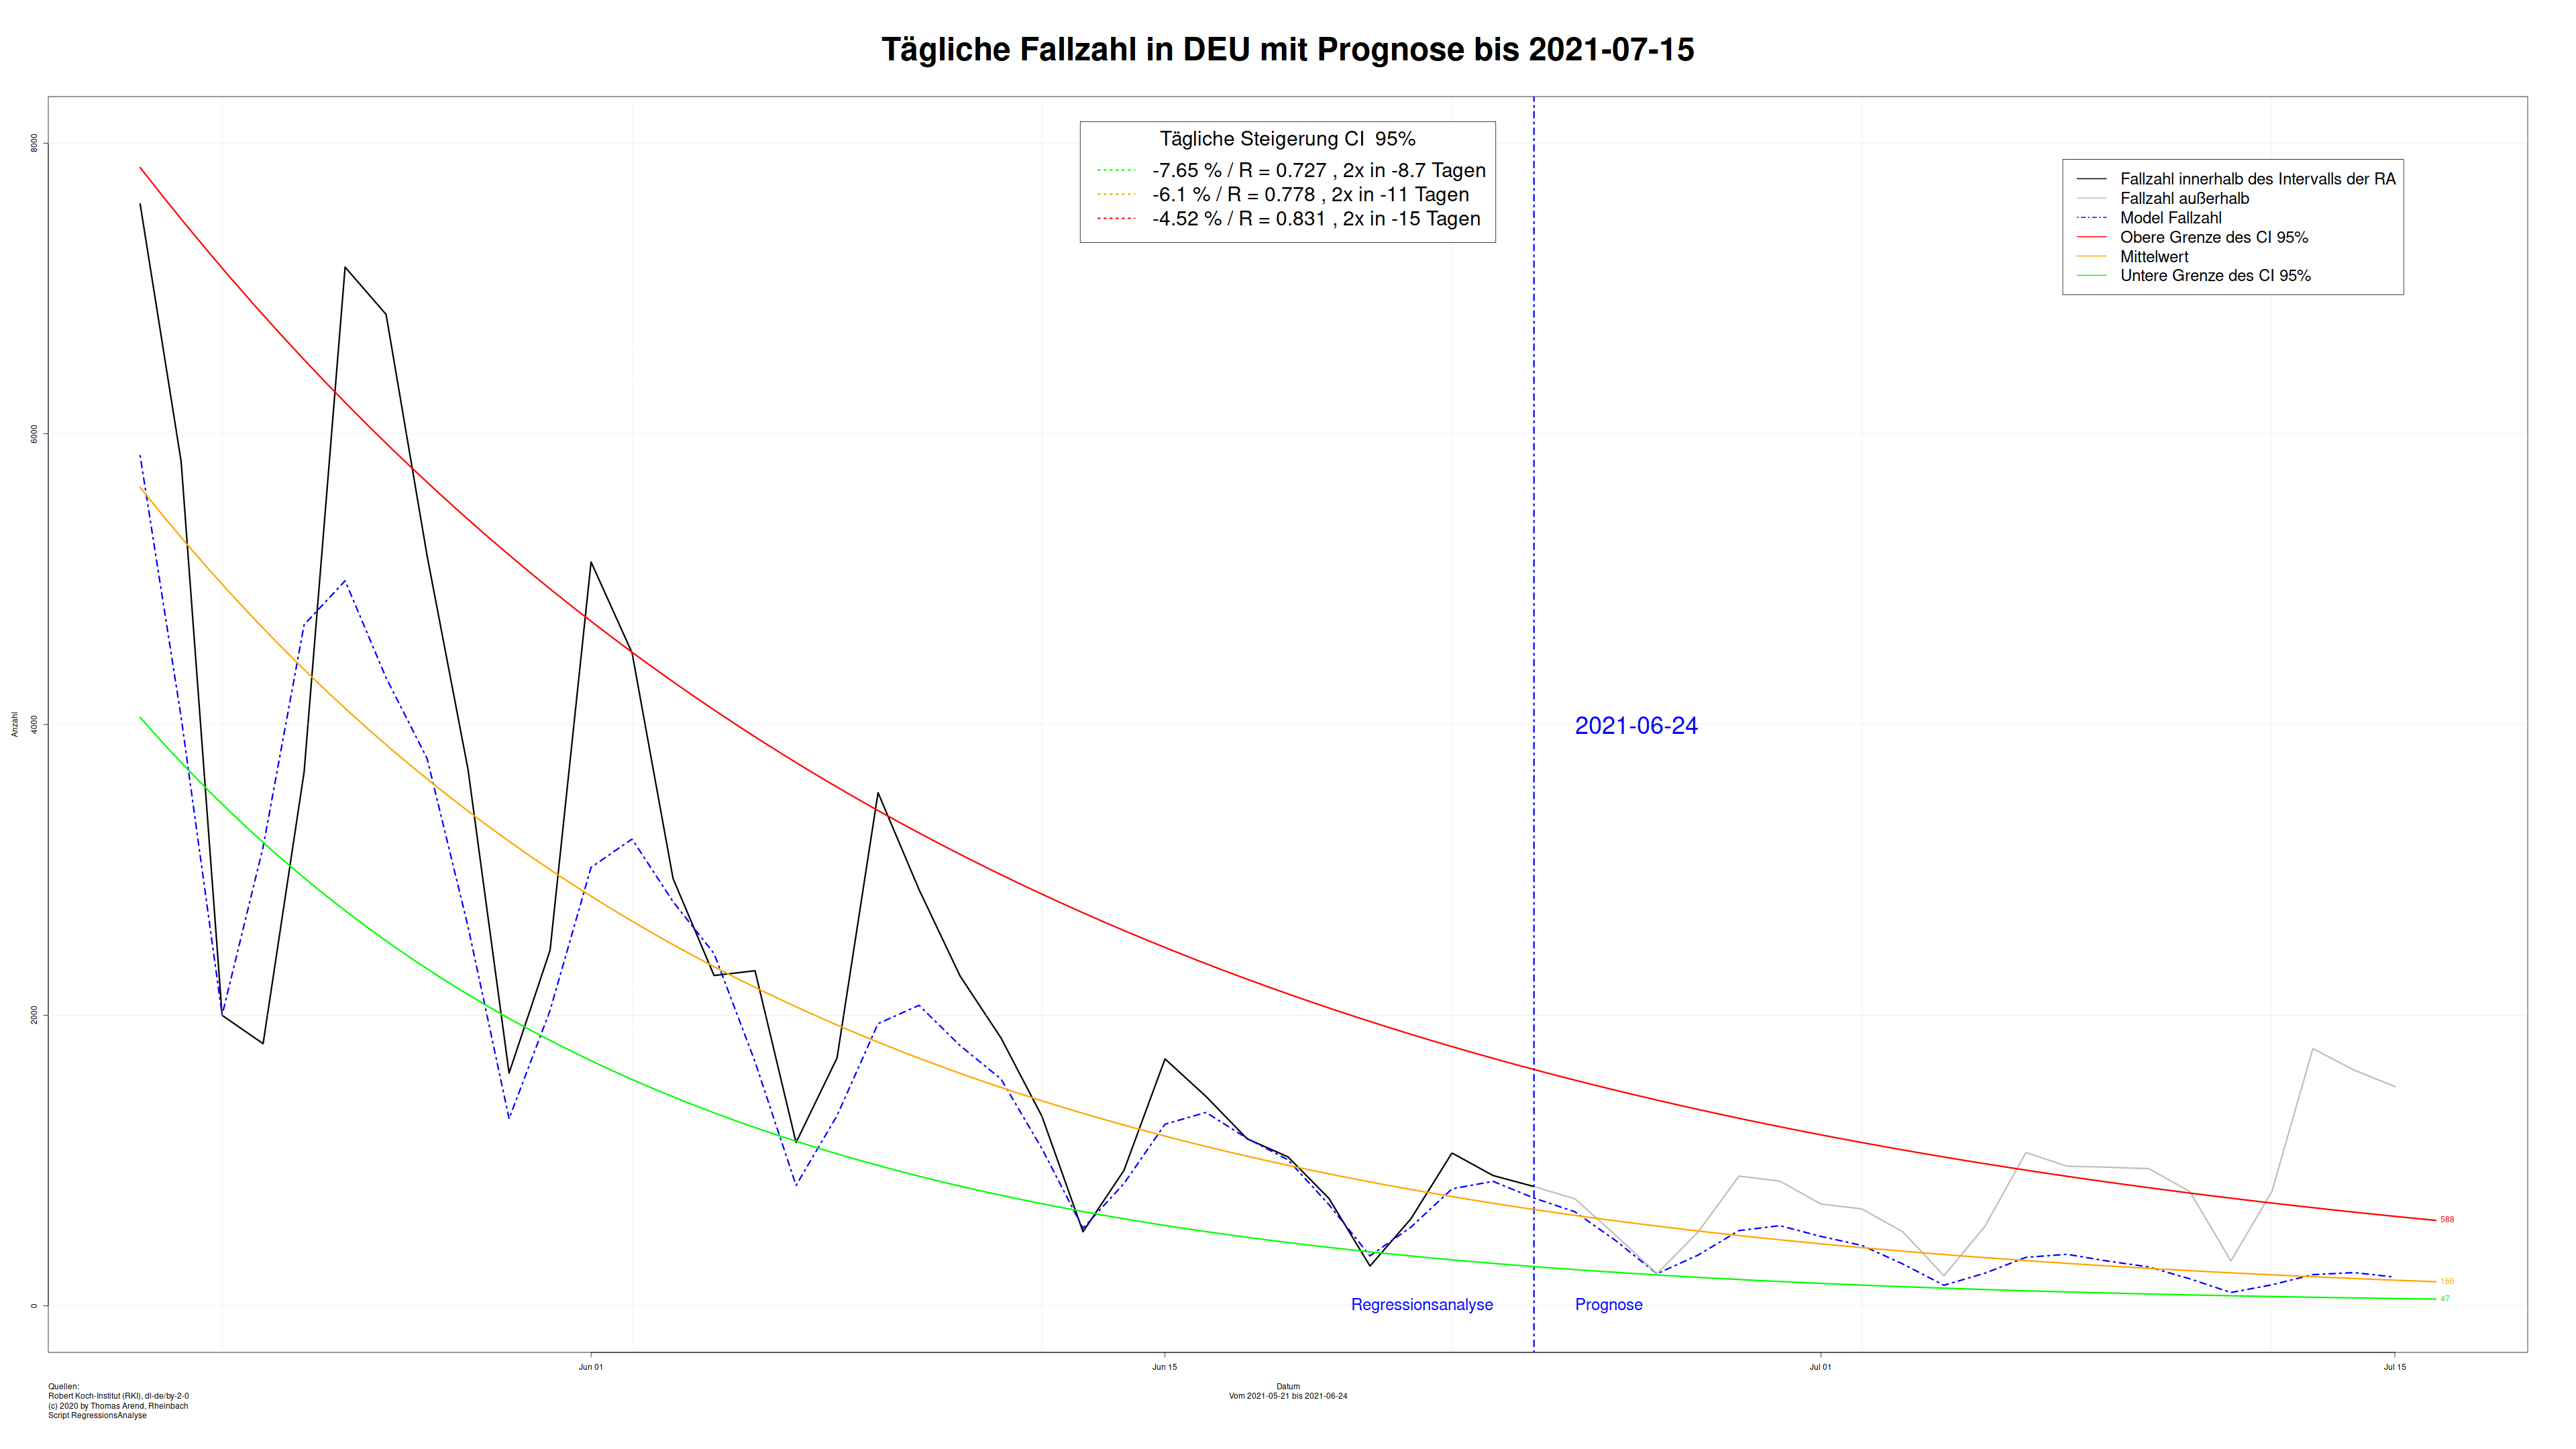 Tägliche Fallzahl in DEU mit Prognose bis 2021-07-15
Tägliche Steigerung CI 95%
-7.65 % / R = 0.727 , 2x in -8.7 Tagen
-6.1 % / R = 0.778 , 2x in -11 Tagen
-4.52 % / R = 0.831 , 2x in -15 Tagen
Fallzahl innerhalb des Intervalls der RA
Fallzahl außerhalb
Model Fallzahl
Obere Grenze des CI 95%
Mittelwert
Untere Grenze des CI 95%
8000
6000
4000
2000
0
Anzahl
2021-06-24
588
166
47
Regressionsanalyse
Prognose
Jun 01
Jun 15
Jul 01
Jul 15
Datum
Vom 2021-05-21 bis 2021-06-24
Quellen:
Robert Koch-Institut (RKI), dl-de/by-2-0
(c) 2020 by Thomas Arend, Rheinbach
Script RegressionsAnalyse